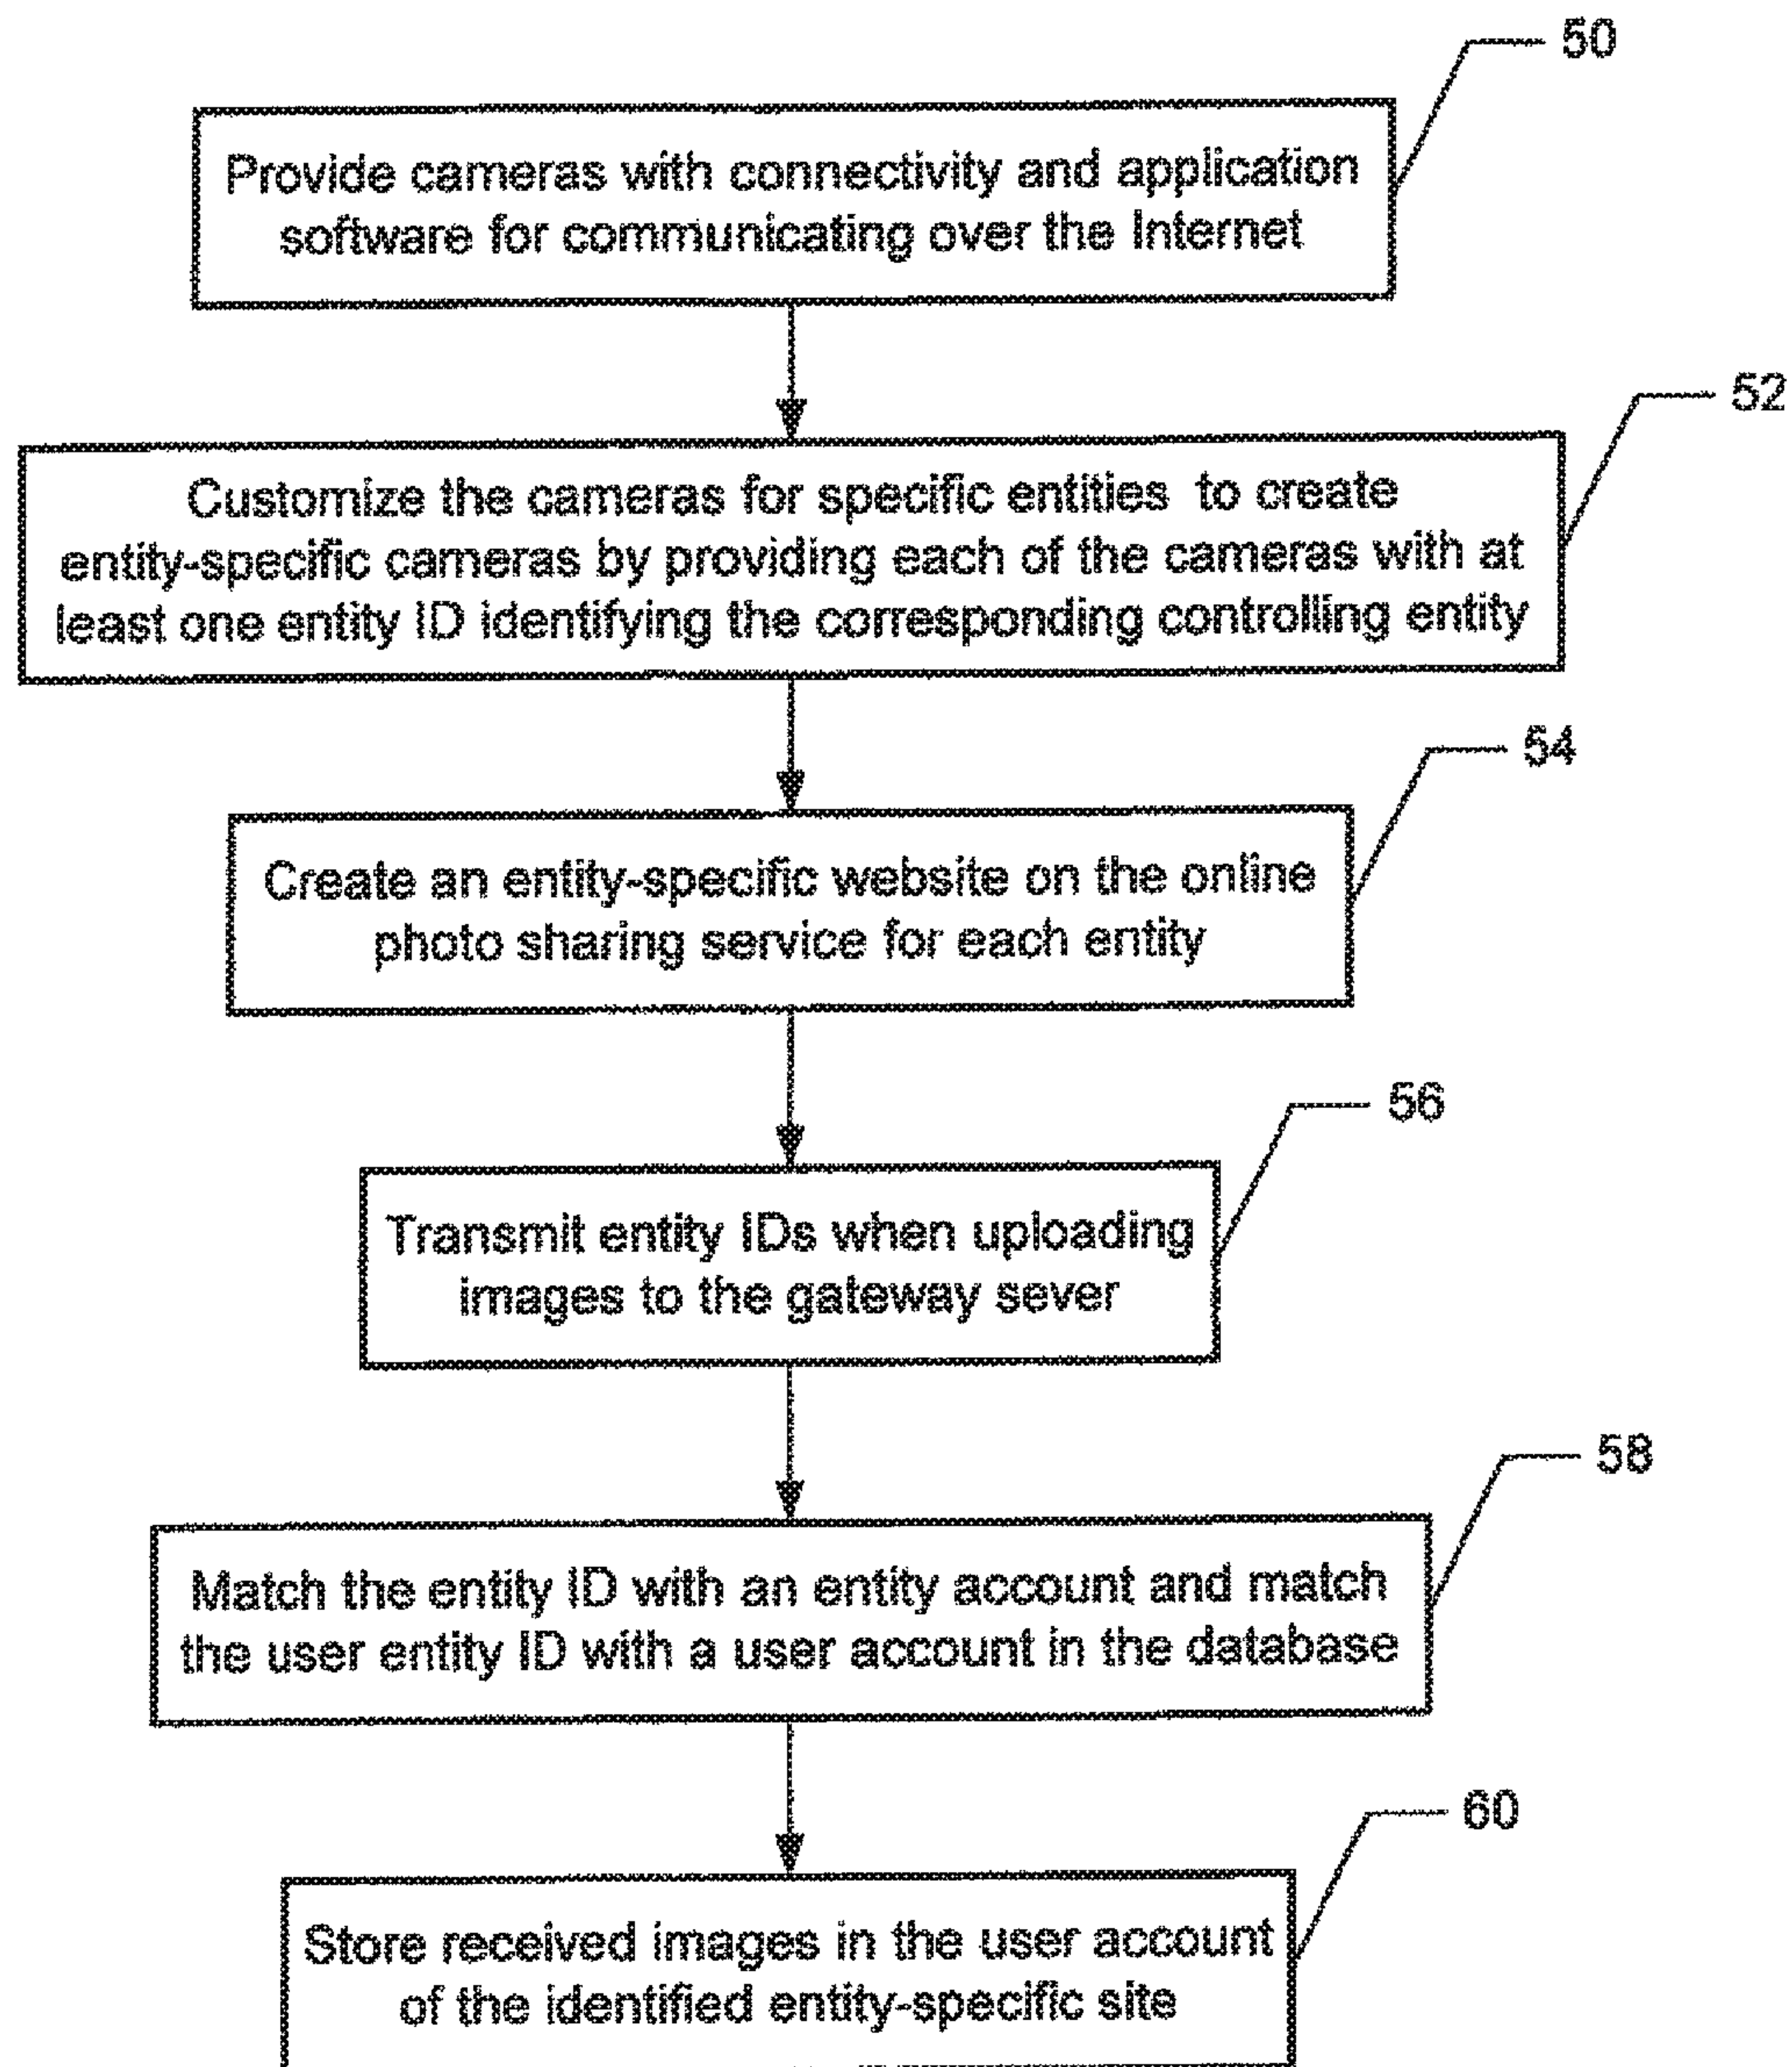 50
Provide cameras with connectivity and application
software for communicating over the Internet
52
Customize the cameras for specific entities to create
entity-specific cameras by providing each of the cameras with at
least one entity ID identifying the corresponding controlling entity
54
Create an entity-specific website on the online
photo sharing service for each entity
56
Transmit entity IDs when uploading
images to the gateway sever
58
Match the entity ID with an entity account and match
the user entity ID with a user account in the database
60
Store received images in the user account
of the identified entity-specific site